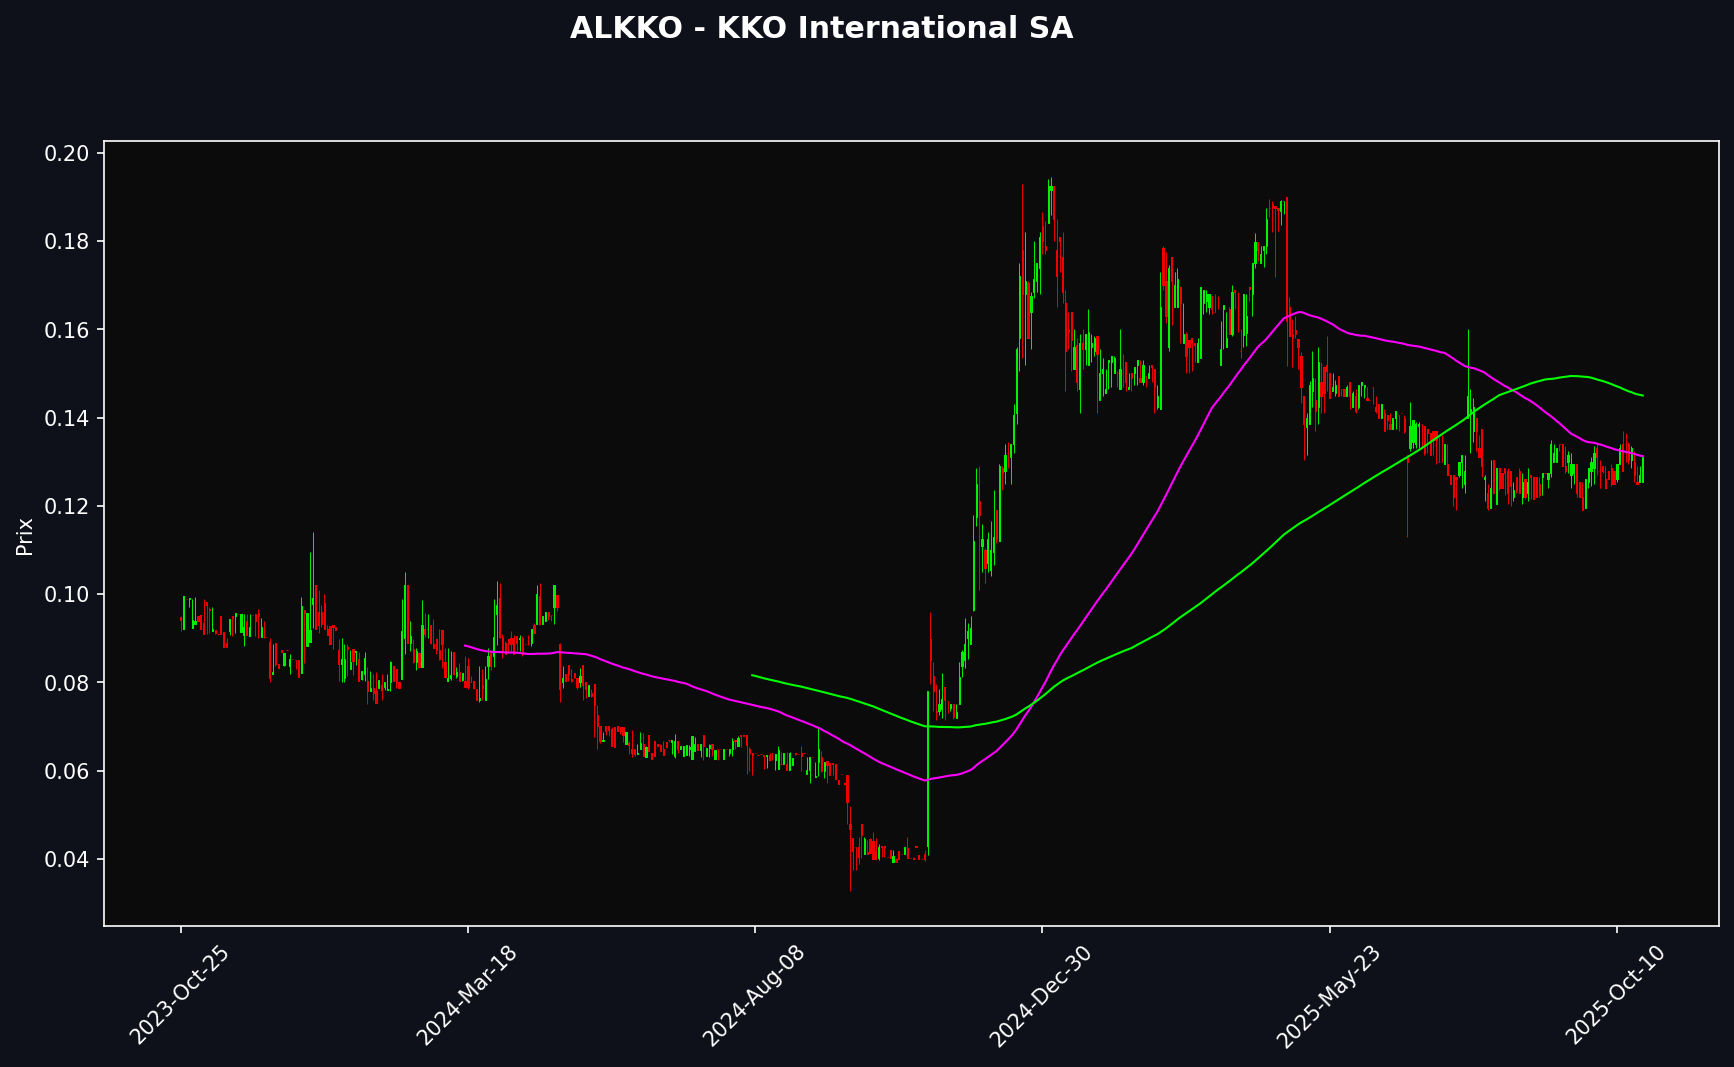 ALKKO - KKO International SA
0.20
0.18
0.16
0.14
0.12
0.10
0.08
0.06
0.04
Prix
2023-Oct-25
2024-Mar-18
2024-Aug-08
2024-Dec-30
2025-May-23
2025-Oct-10